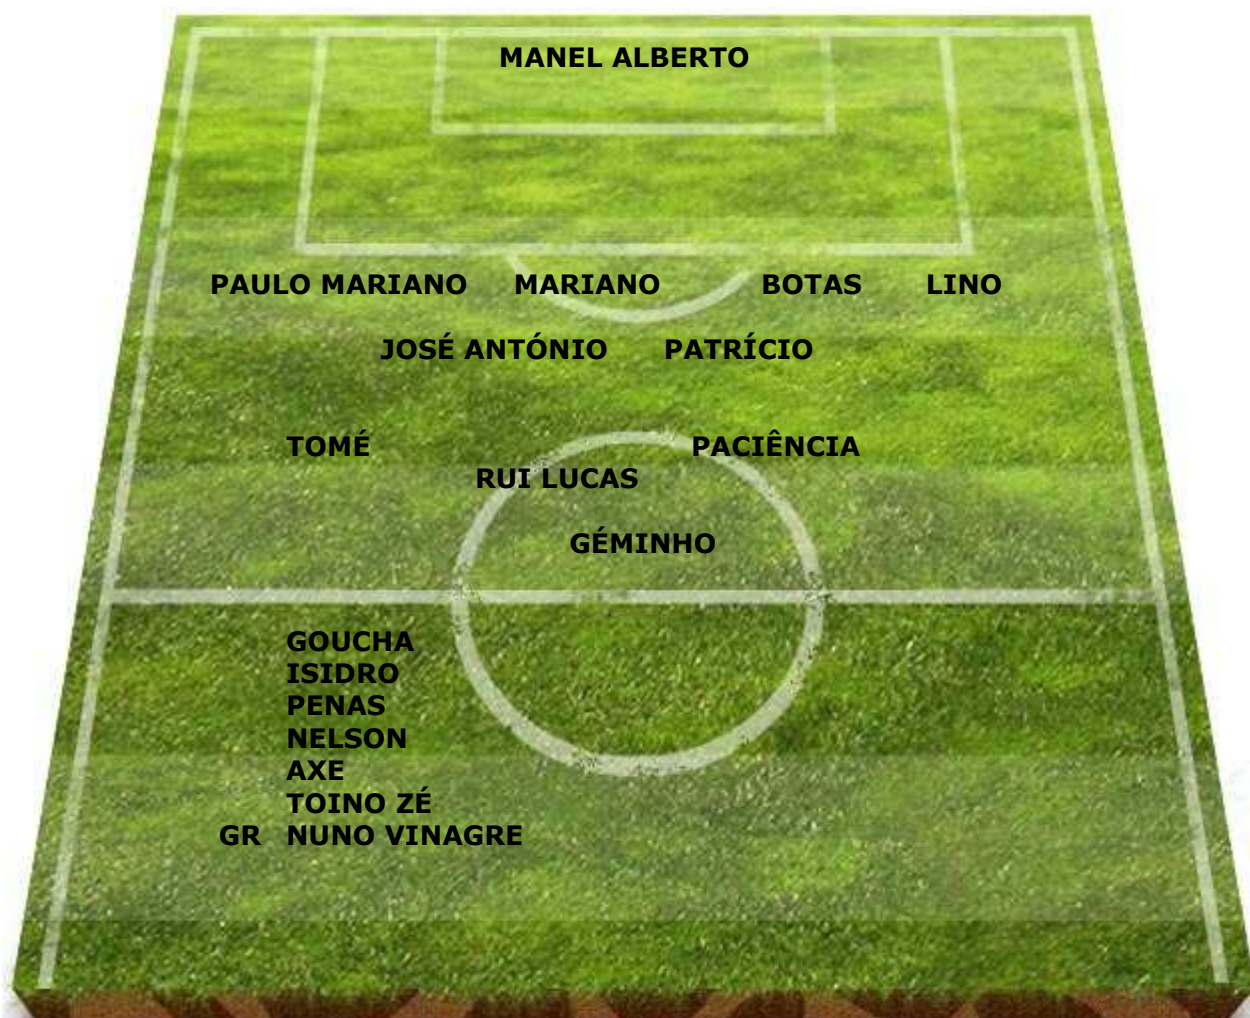 MANEL ALBERTO
PAULO MARIANO MARIANO BOTAS LINO
JOSÉ ANTÓNIO PATRÍCIO
TOMÉ PACIÊNCIA
RUI LUCAS
GÉMINHO
GOUCHA
ISIDRO
PENAS
NELSON
AXE
TOINO ZÉ
GR NUNO VINAGRE